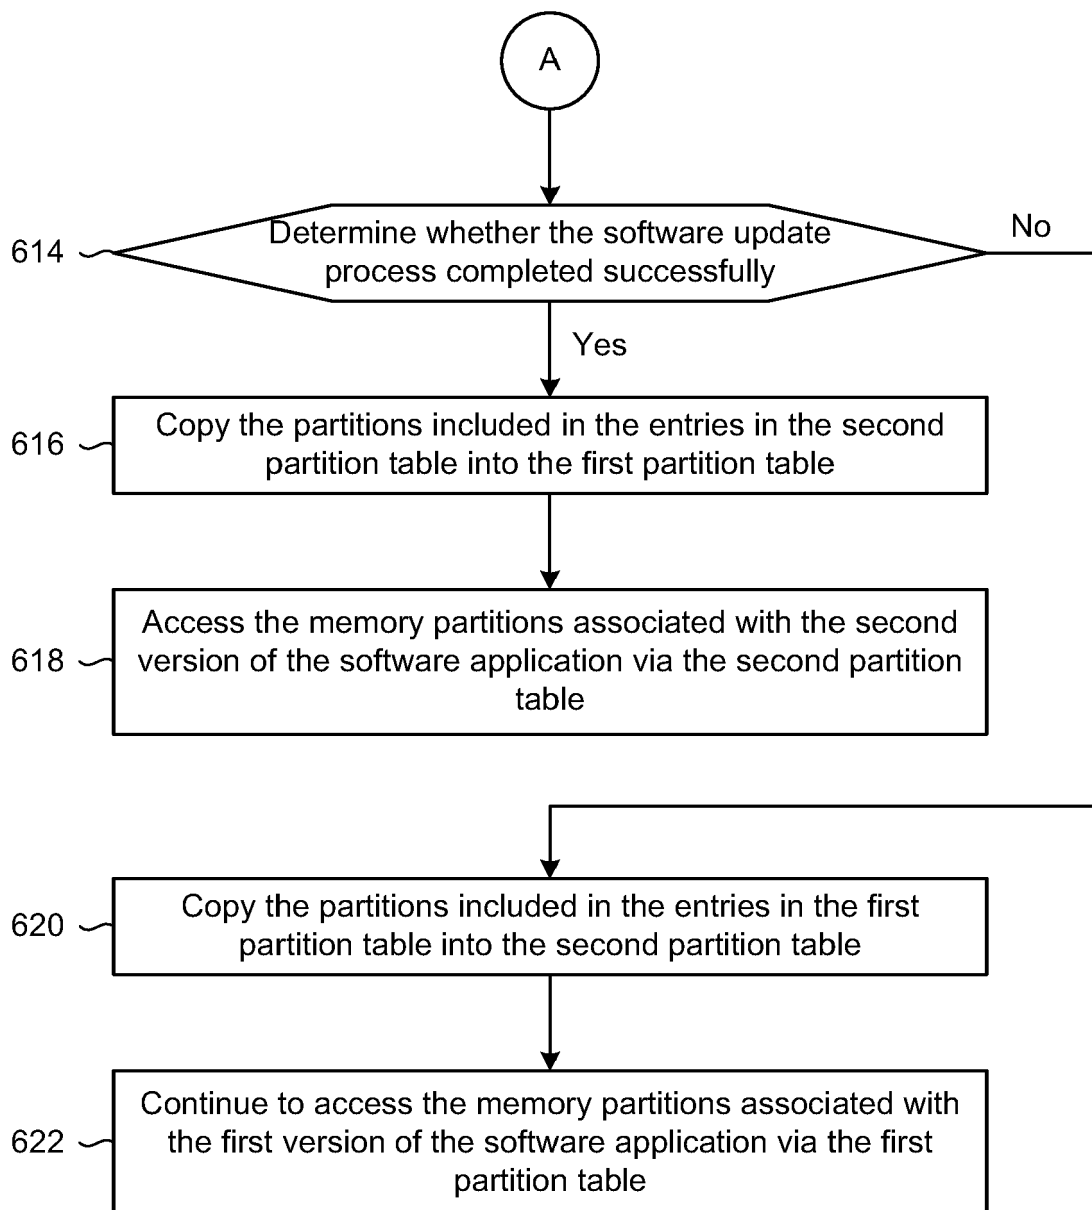 A
614
Determine whether the software update
process completed successfully
No
Yes
616
Copy the partitions included in the entries in the second
partition table into the first partition table
618
Access the memory partitions associated with the second
version of the software application via the second partition
table
620
Copy the partitions included in the entries in the first
partition table into the second partition table
622
Continue to access the memory partitions associated with
the first version of the software application via the first
partition table